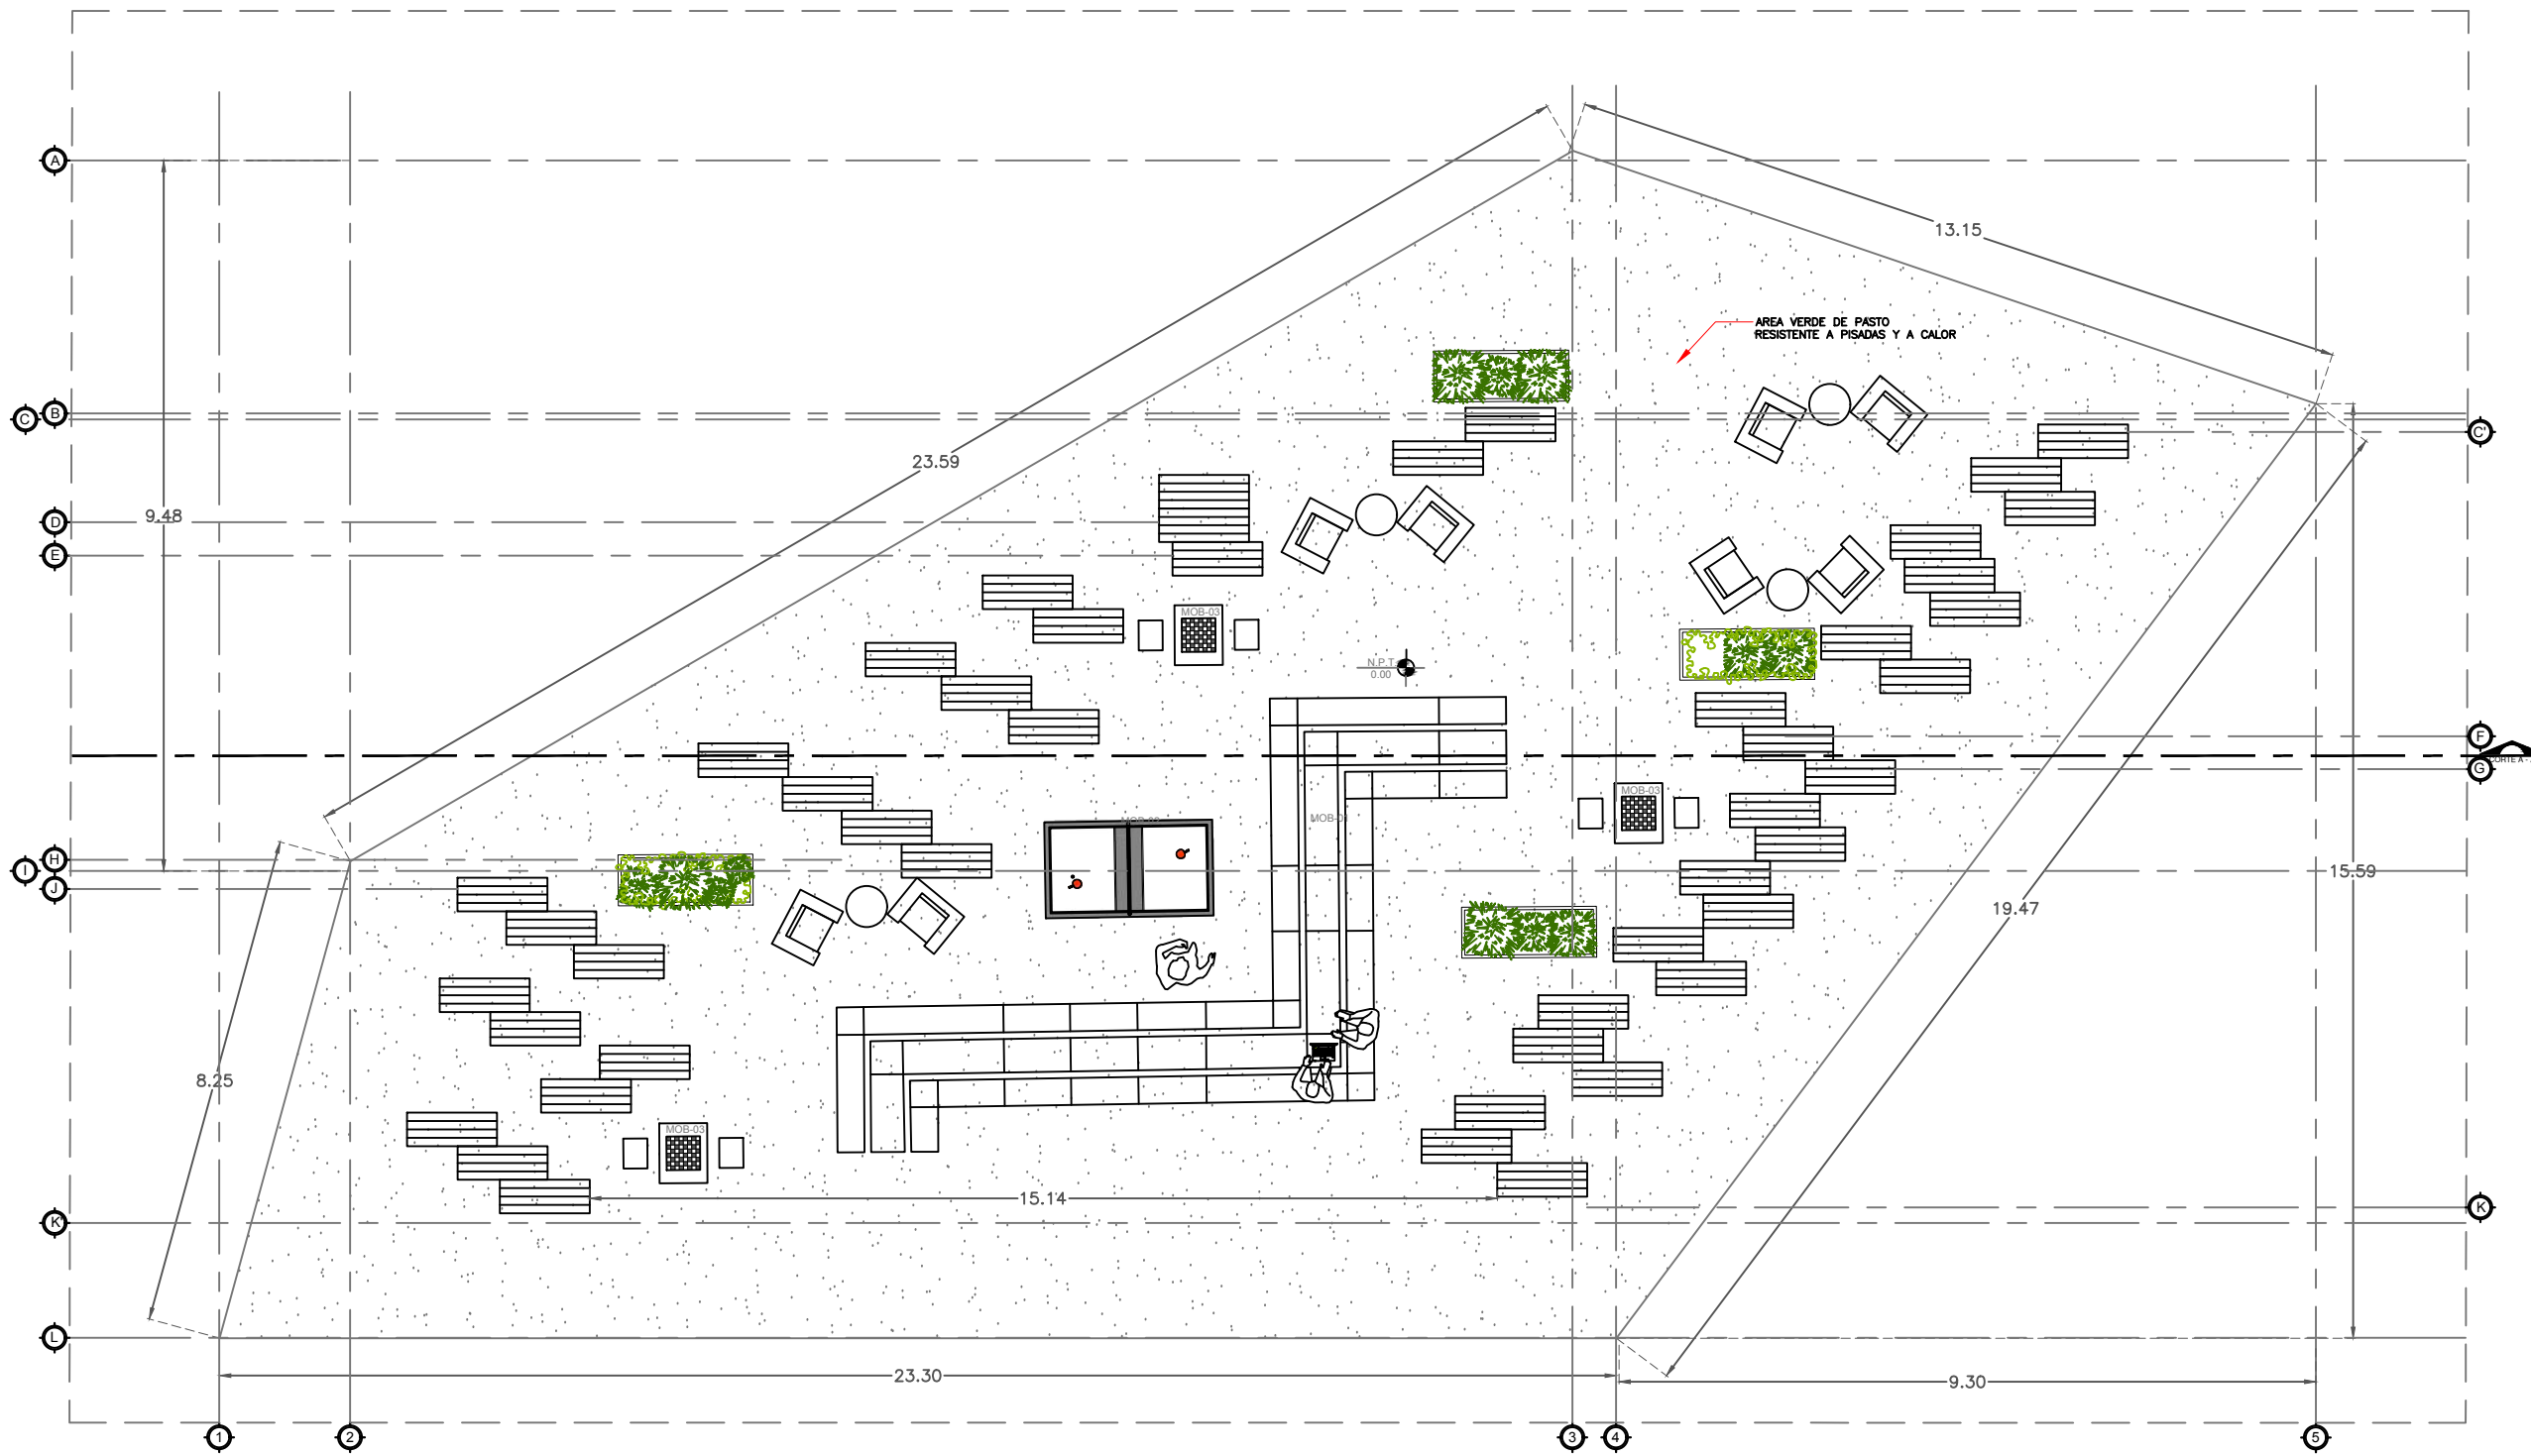 A
13.15
AREA VERDE DE PASTO
RESISTENTE A PISADAS Y A CALOR
C
B
C'
23.59
9.48
D
E
MOB-03
N.P.T.
0.00
F
G
CORTE A -
MOB-03
H
I
J
15.59
19.47
8.25
MOB-03
15.14
K'
K
L
23.30
9.30
1
2
3
4
5